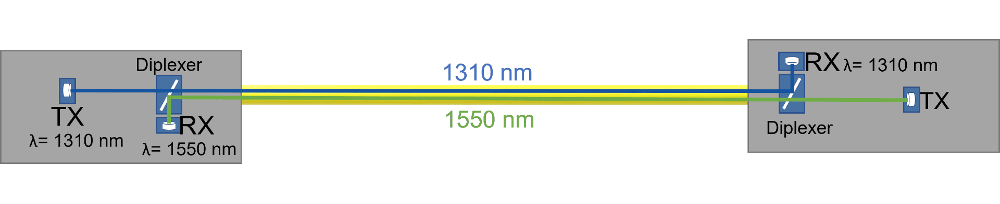 Diplexer
TX
λ= 1310 nm
RX
λ= 1550 nm
1310 nm
1550 nm
RX λ= 1310 nm
TX
Diplexer